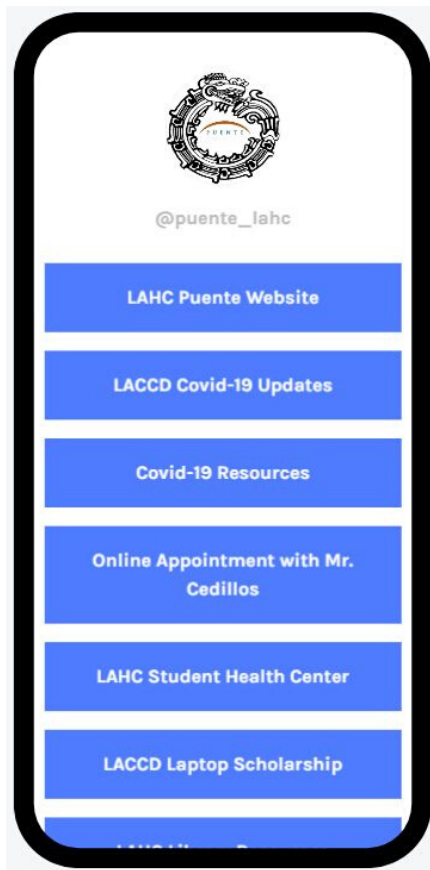 PUENTE
@puente_lahc
LAHC Puente Website
LACCD Covid-19 Updates
Covid-19 Resources
Online Appointment with Mr.
Cedillos
LAHC Student Health Center
LACCD Laptop Scholarship